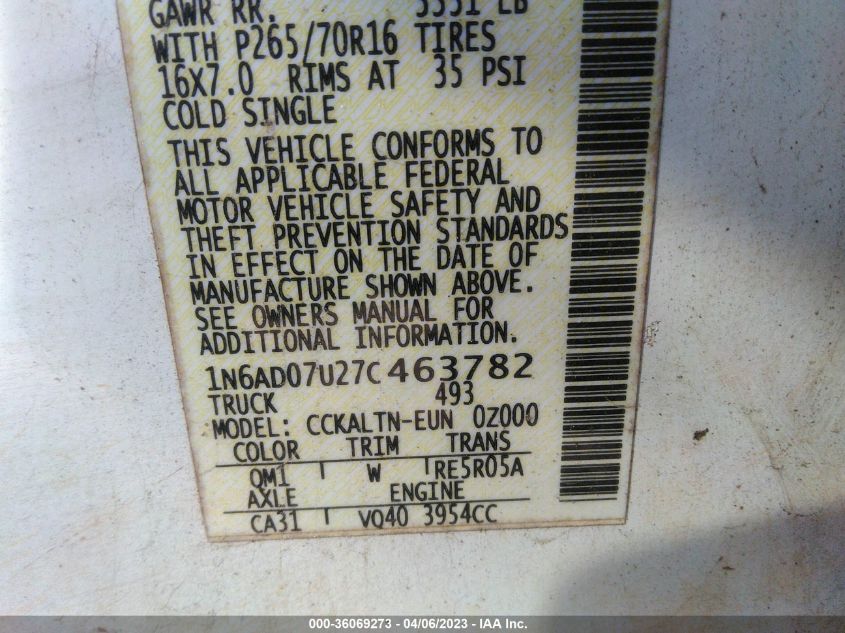 GAWR RR. 3351 LB
WITH P265/70R16 TIRES
16X7.0 RIMS AT 35 PSI
COLD SINGLE
THIS VEHICLE CONFORMS TO
ALL APPLICABLE FEDERAL
MOTOR VEHICLE SAFETY AND
THEFT PREVENTION STANDARDS
IN EFFECT ON THE DATE OF
MANUFACTURE SHOWN ABOVE.
SEE OWNERS MANUAL FOR
ADDITIONAL INFORMATION.
1N6AD07U27C463782
TRUCK 493
MODEL: CCKALTN-EUN 0Z000
COLOR TRIM TRANS
QM1 W RE5R05A
AXLE ENGINE
CA31 VQ40 3954CC
000-36069273 - 04/06/2023 - IAA Inc.